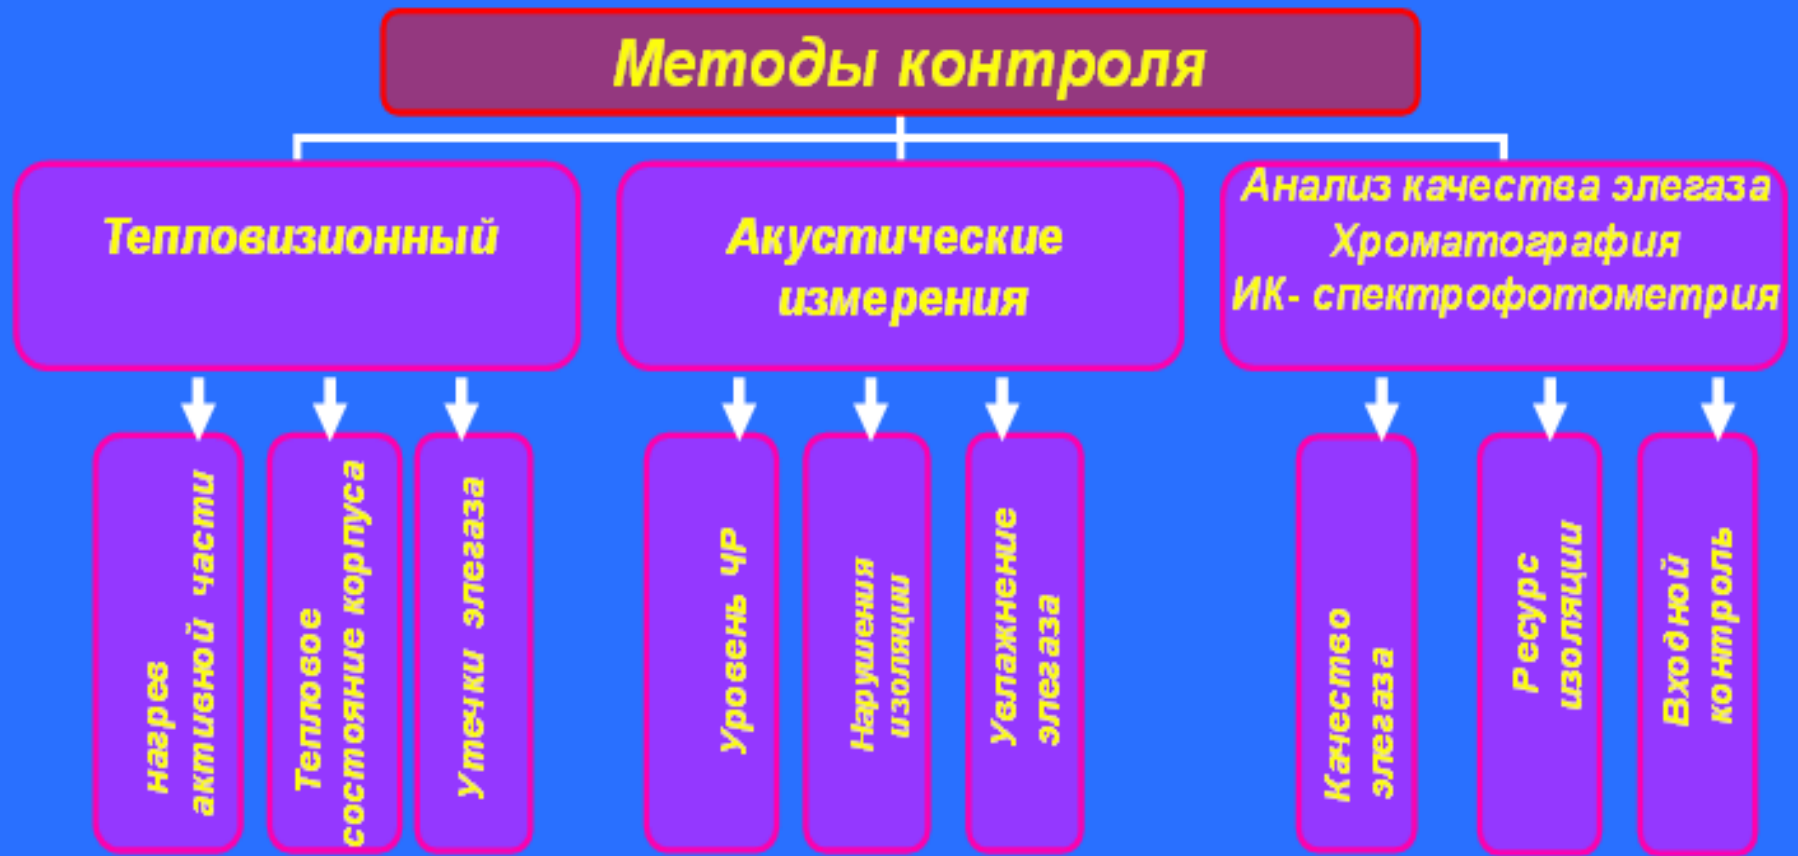 Методы контроля
Тепловизионный
Акустические
измерения
Анализ качества элегаза
Хроматография
ИК- спектрофотометрия
нагрев
активной части
Тепловое
состояние корпуса
Утечки элегаза
Уровень ЧР
Нарушения
изоляции
Увлажнение
элегаза
Качество
элегаза
Ресурс
изоляции
Входной
контроль